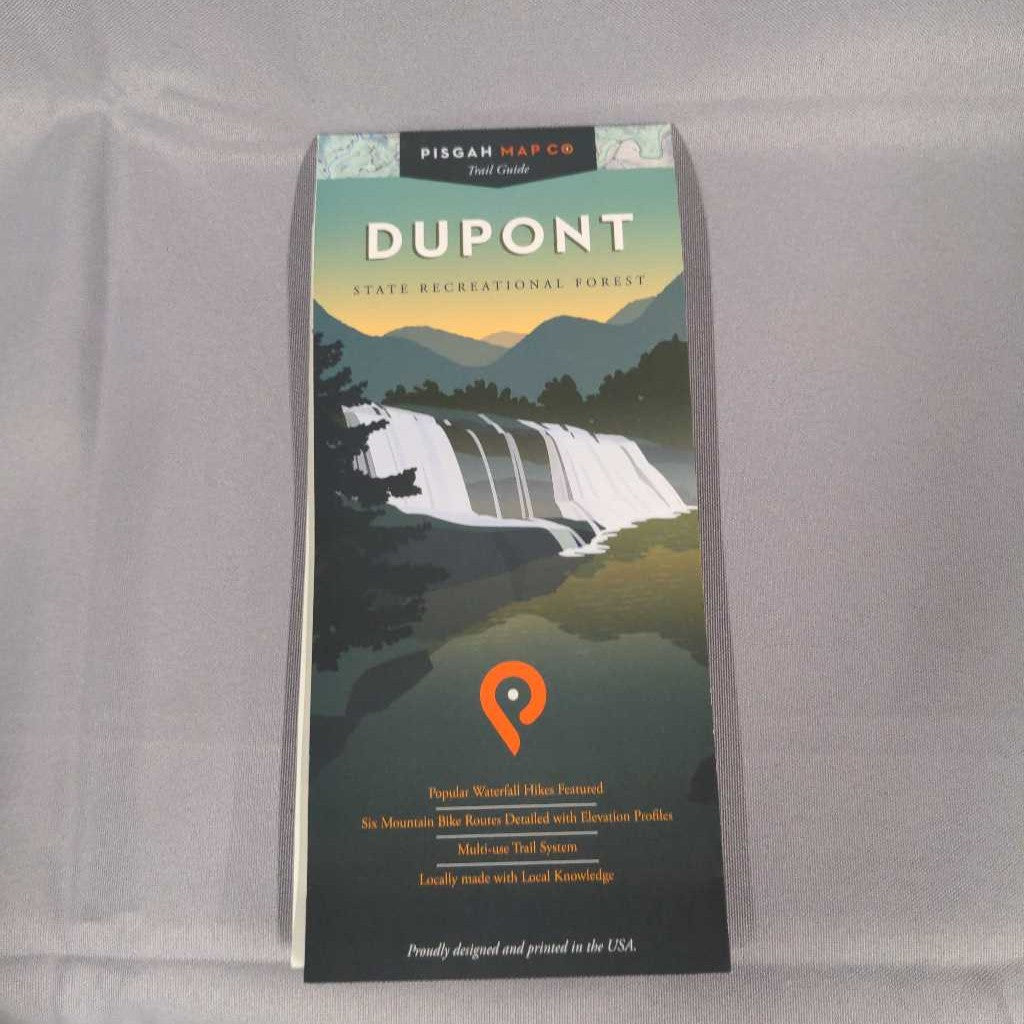 PISGAH MAP CO
Trail Guide
DUPONT
STATE RECREATIONAL FOREST
Popular Waterfall Hikes Featured
Six Mountain Bike Routes Detailed with Elevation Profiles
Multi-use Trail System
Locally made with Local Knowledge
Proudly designed and printed in the USA.